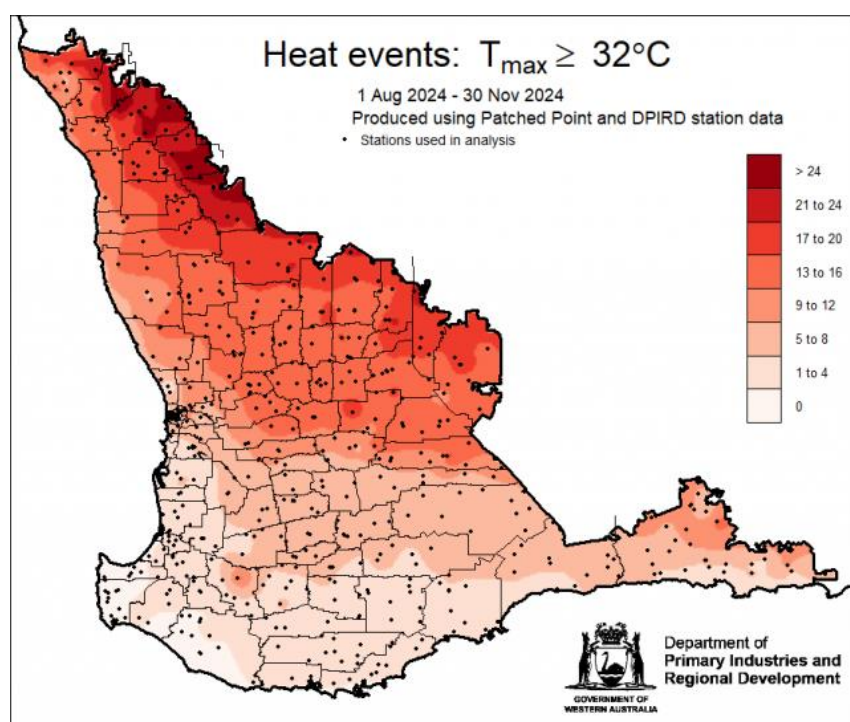 Heat events: Tmax ≥ 32°C
1 Aug 2024 - 30 Nov 2024
Produced using Patched Point and DPIRD station data
• Stations used in analysis
> 24
21 to 24
17 to 20
13 to 16
9 to 12
5 to 8
1 to 4
0
Department of
Primary Industries and
Regional Development
GOVERNMENT OF
WESTERN AUSTRALIA